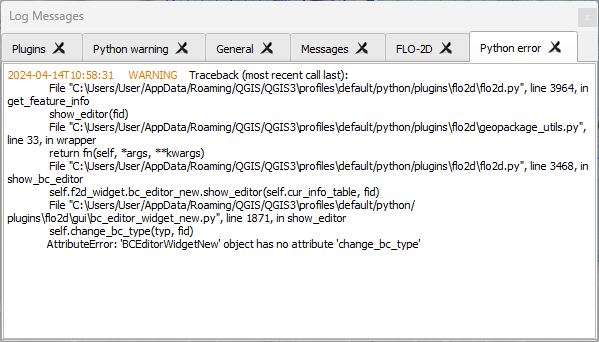 Log Messages
Plugins
Python warning
General
Messages
FLO-2D
Python error
2024-04-14T10:58:31 WARNING Traceback (most recent call last):
File "C:\Users/User/AppData/Roaming/QGIS/QGIS3\profiles\default/python/plugins\flo2d\flo2d.py", line 3964, in
get_feature_info
show_editor(fid)
File "C:\Users/User/AppData/Roaming/QGIS/QGIS3\profiles\default/python/plugins\flo2d\geopackage_utils.py",
line 33, in wrapper
return fn(self, *args, **kwargs)
File "C:\Users/User/AppData/Roaming/QGIS/QGIS3\profiles\default/python/plugins\flo2d\flo2d.py", line 3468, in
show_bc_editor
self.f2d_widget.bc_editor_new.show_editor(self.cur_info_table, fid)
File "C:\Users/User/AppData/Roaming/QGIS/QGIS3\profiles\default/python/
plugins\flo2d\gui\bc_editor_widget_new.py", line 1871, in show_editor
self.change_bc_type(typ, fid)
AttributeError: 'BCEditorWidgetNew' object has no attribute 'change_bc_type'